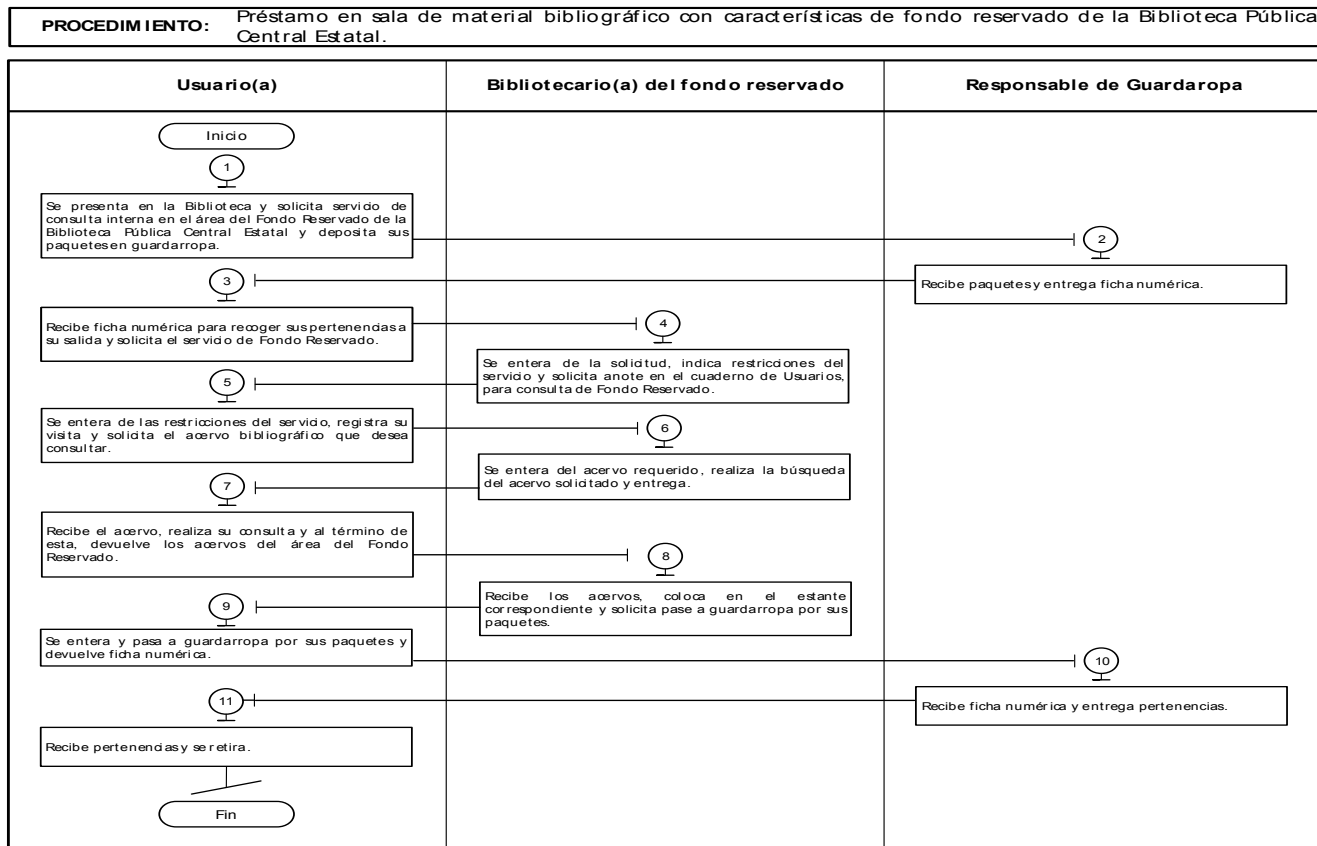 PROCEDIMIENTO: Préstamo en sala de material bibliográfico con características de fondo reservado de la Biblioteca Pública
Central Estatal.
Usuario(a)
Bibliotecario(a) del fondo reservado
Responsable de Guardaropa
Inicio
1
Se presenta en la Biblioteca y solicita servicio de
consulta interna en el área del Fondo Reservado de la
Biblioteca Pública Central Estatal y deposita sus
paquetes en guardarropa.
2
Recibe paquetes y entrega ficha numérica.
3
Recibe ficha numérica para recoger sus pertenencias a
su salida y solicita el servicio de Fondo Reservado.
4
Se entera de la solicitud, indica restricciones del
servicio y solicita anote en el cuaderno de Usuarios,
para consulta de Fondo Reservado.
5
Se entera de las restricciones del servicio, registra su
visita y solicita el acervo bibliográfico que desea
consultar.
6
Se entera del acervo requerido, realiza la búsqueda
del acervo solicitado y entrega.
7
Recibe el acervo, realiza su consulta y al término de
esta, devuelve los acervos del área del Fondo
Reservado.
8
Recibe los acervos, coloca en el estante
correspondiente y solicita pase a guardarropa por sus
paquetes.
9
Se entera y pasa a guardarropa por sus paquetes y
devuelve ficha numérica.
10
Recibe ficha numérica y entrega pertenencias.
11
Recibe pertenencias y se retira.
Fin